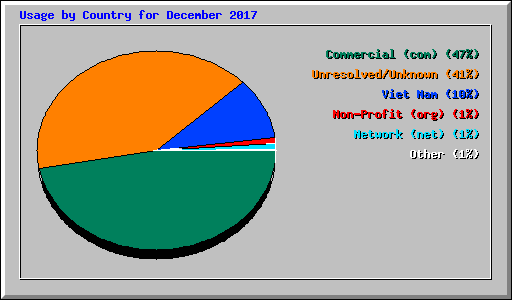 Usage by Country for December 2017
Commercial (com) (47%)
Unresolved/Unknown (41%)
Viet Nam (10%)
Non-Profit (org) (1%)
Network (net) (1%)
Other (1%)